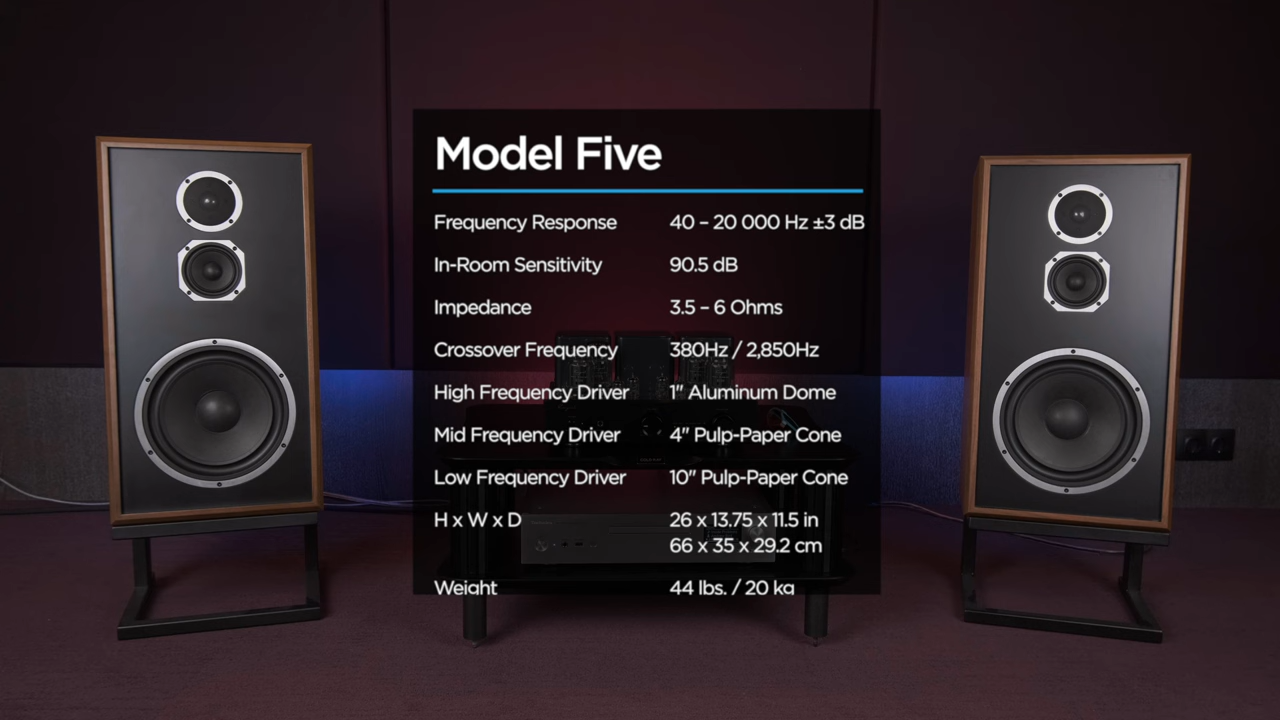 Model Five
Frequency Response 40 – 20 000 Hz ±3 dB
In-Room Sensitivity 90.5 dB
Impedance 3.5 – 6 Ohms
Crossover Frequency 380Hz / 2,850Hz
High Frequency Driver 1" Aluminum Dome
Mid Frequency Driver 4" Pulp-Paper Cone
Low Frequency Driver 10" Pulp-Paper Cone
H x W x D 26 x 13.75 x 11.5 in
66 x 35 x 29.2 cm
Weight 44 lbs. / 20 kg